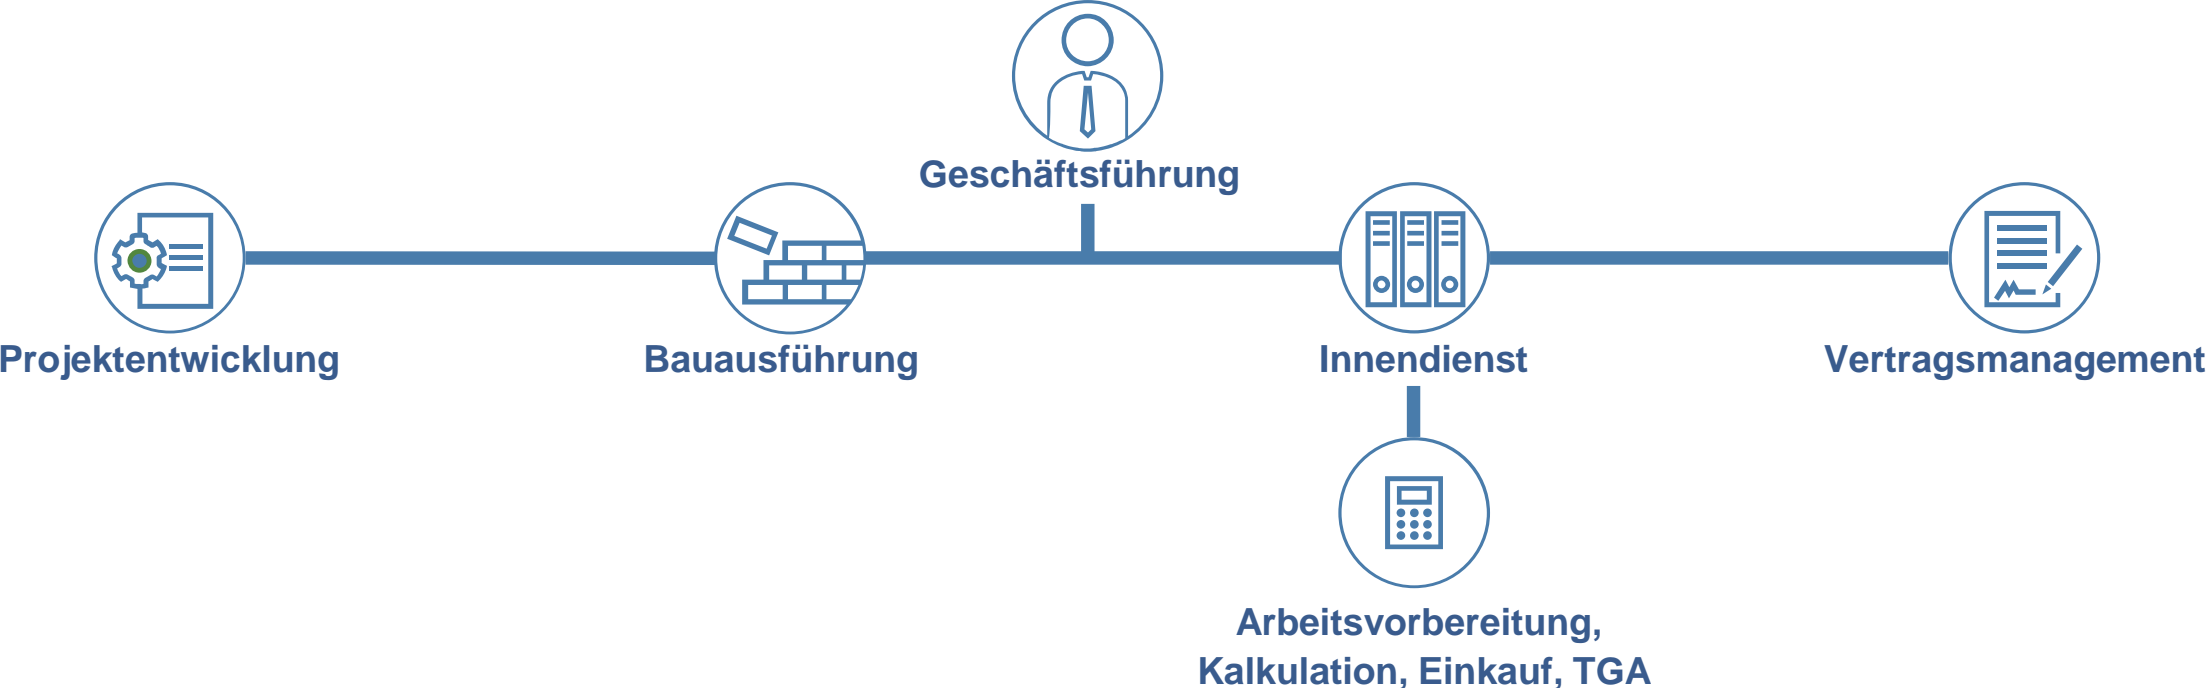 Geschäftsführung
Projektentwicklung
Bauausführung
Innendienst
Vertragsmanagement
Arbeitsvorbereitung,
Kalkulation, Einkauf, TGA